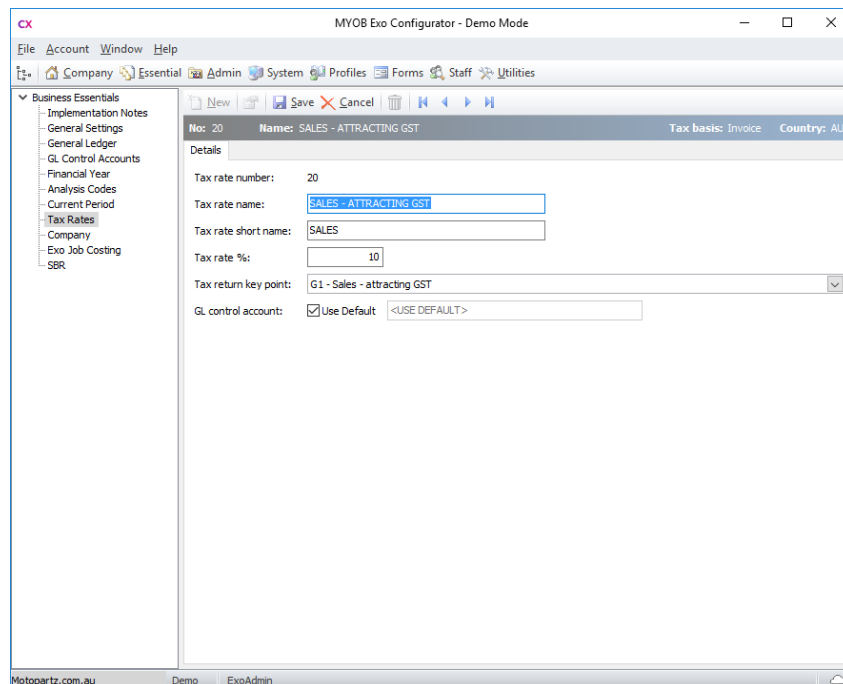 CX MYOB Exo Configurator - Demo Mode
File Account Window Help
Company Essential Admin System Profiles Forms Staff Utilities
Business Essentials
Implementation Notes
General Settings
General Ledger
GL Control Accounts
Financial Year
Analysis Codes
Current Period
Tax Rates
Company
Exo Job Costing
SBR
New Save Cancel
No: 20 Name: SALES - ATTRACTING GST Tax basis: Invoice Country: AU
Details
Tax rate number: 20
Tax rate name: SALES - ATTRACTING GST
Tax rate short name: SALES
Tax rate %: 10
Tax return key point: G1 - Sales - attracting GST
GL control account: Use Default <USE DEFAULT>
Motopartz.com.au Demo ExoAdmin